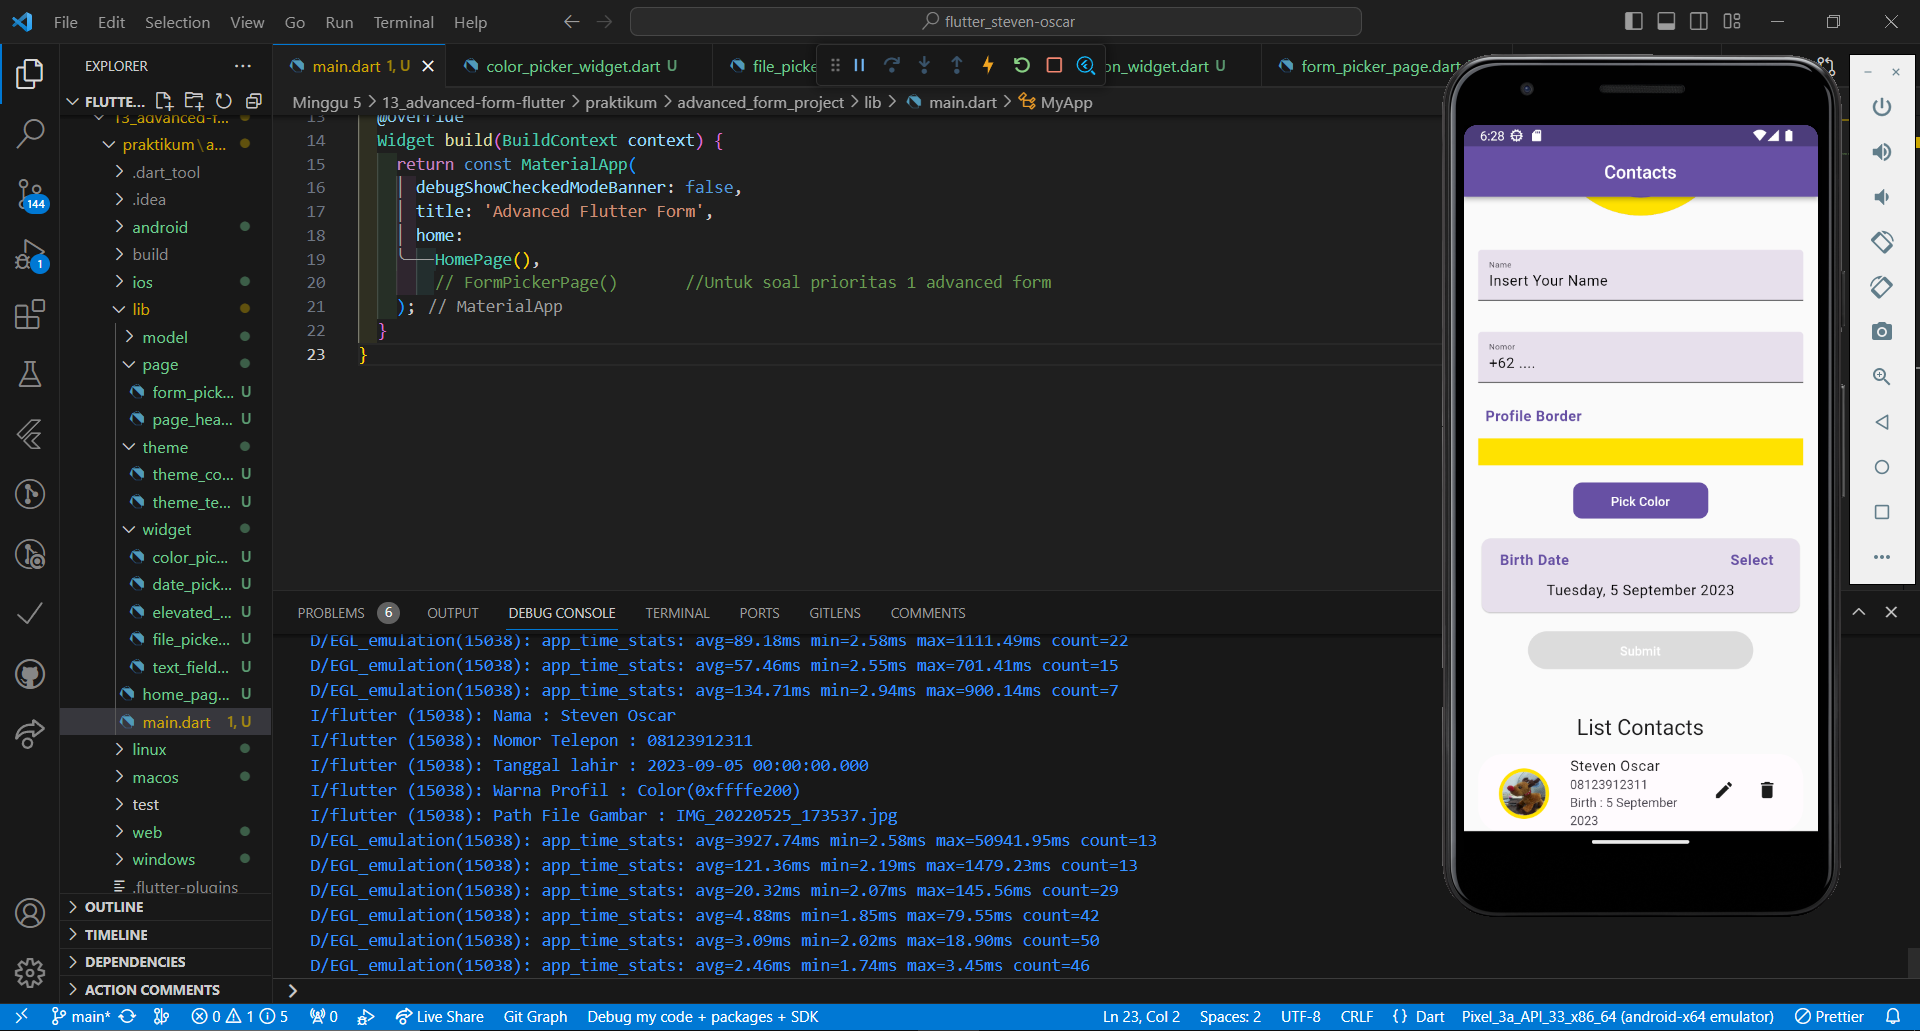 File Edit Selection View Go Run Terminal Help
flutter_steven-oscar
EXPLORER
main.dart 1, U
color_picker_widget.dart U
file_picke
on_widget.dart U
form_picker_page.dart
FLUTTE...
Minggu 5 > 13_advanced-form-flutter > praktikum > advanced_form_project > lib > main.dart > MyApp
13_advanced-f...
praktikum\a...
.dart_tool
.idea
android
build
ios
lib
model
page
form_pick... U
page_hea... U
theme
theme_co... U
theme_te... U
widget
color_pic... U
date_pick... U
elevated_... U
file_picke... U
text_field... U
home_pag... U
main.dart 1, U
linux
macos
test
web
windows
.flutter-plugins
OUTLINE
TIMELINE
DEPENDENCIES
ACTION COMMENTS
144
1
13 @override
14 Widget build(BuildContext context) {
15 return const MaterialApp(
16 debugShowCheckedModeBanner: false,
17 title: 'Advanced Flutter Form',
18 home:
19 HomePage(),
20 // FormPickerPage() //Untuk soal prioritas 1 advanced form
21 ); // MaterialApp
22 }
23 }
PROBLEMS 6 OUTPUT DEBUG CONSOLE TERMINAL PORTS GITLENS COMMENTS
D/EGL_emulation(15038): app_time_stats: avg=89.18ms min=2.58ms max=1111.49ms count=22
D/EGL_emulation(15038): app_time_stats: avg=57.46ms min=2.55ms max=701.41ms count=15
D/EGL_emulation(15038): app_time_stats: avg=134.71ms min=2.94ms max=900.14ms count=7
I/flutter (15038): Nama : Steven Oscar
I/flutter (15038): Nomor Telepon : 08123912311
I/flutter (15038): Tanggal lahir : 2023-09-05 00:00:00.000
I/flutter (15038): Warna Profil : Color(0xffffe200)
I/flutter (15038): Path File Gambar : IMG_20220525_173537.jpg
D/EGL_emulation(15038): app_time_stats: avg=3927.74ms min=2.58ms max=50941.95ms count=13
D/EGL_emulation(15038): app_time_stats: avg=121.36ms min=2.19ms max=1479.23ms count=13
D/EGL_emulation(15038): app_time_stats: avg=20.32ms min=2.07ms max=145.56ms count=29
D/EGL_emulation(15038): app_time_stats: avg=4.88ms min=1.85ms max=79.55ms count=42
D/EGL_emulation(15038): app_time_stats: avg=3.09ms min=2.02ms max=18.90ms count=50
D/EGL_emulation(15038): app_time_stats: avg=2.46ms min=1.74ms max=3.45ms count=46
6:28
Contacts
Name
Insert Your Name
Nomor
+62 ....
Profile Border
Pick Color
Birth Date Select
Tuesday, 5 September 2023
Submit
List Contacts
Steven Oscar
08123912311
Birth : 5 September
2023
main* 0 1 5 0 Live Share Git Graph Debug my code + packages + SDK
Ln 23, Col 2 Spaces: 2 UTF-8 CRLF { } Dart Pixel_3a_API_33_x86_64 (android-x64 emulator) Prettier